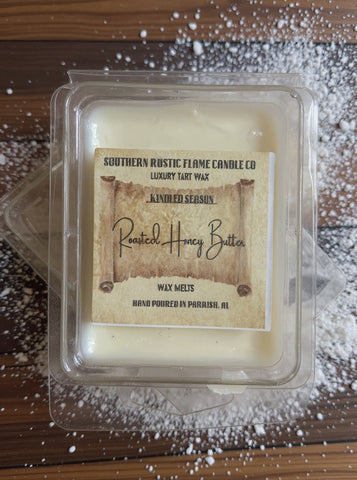 SOUTHERN RUSTIC FLAME CANDLE CO
LUXURY TART WAX
KINDLED SEASON
Roasted Honey Butter
WAX MELTS
HAND POURED IN PARRISH, AL